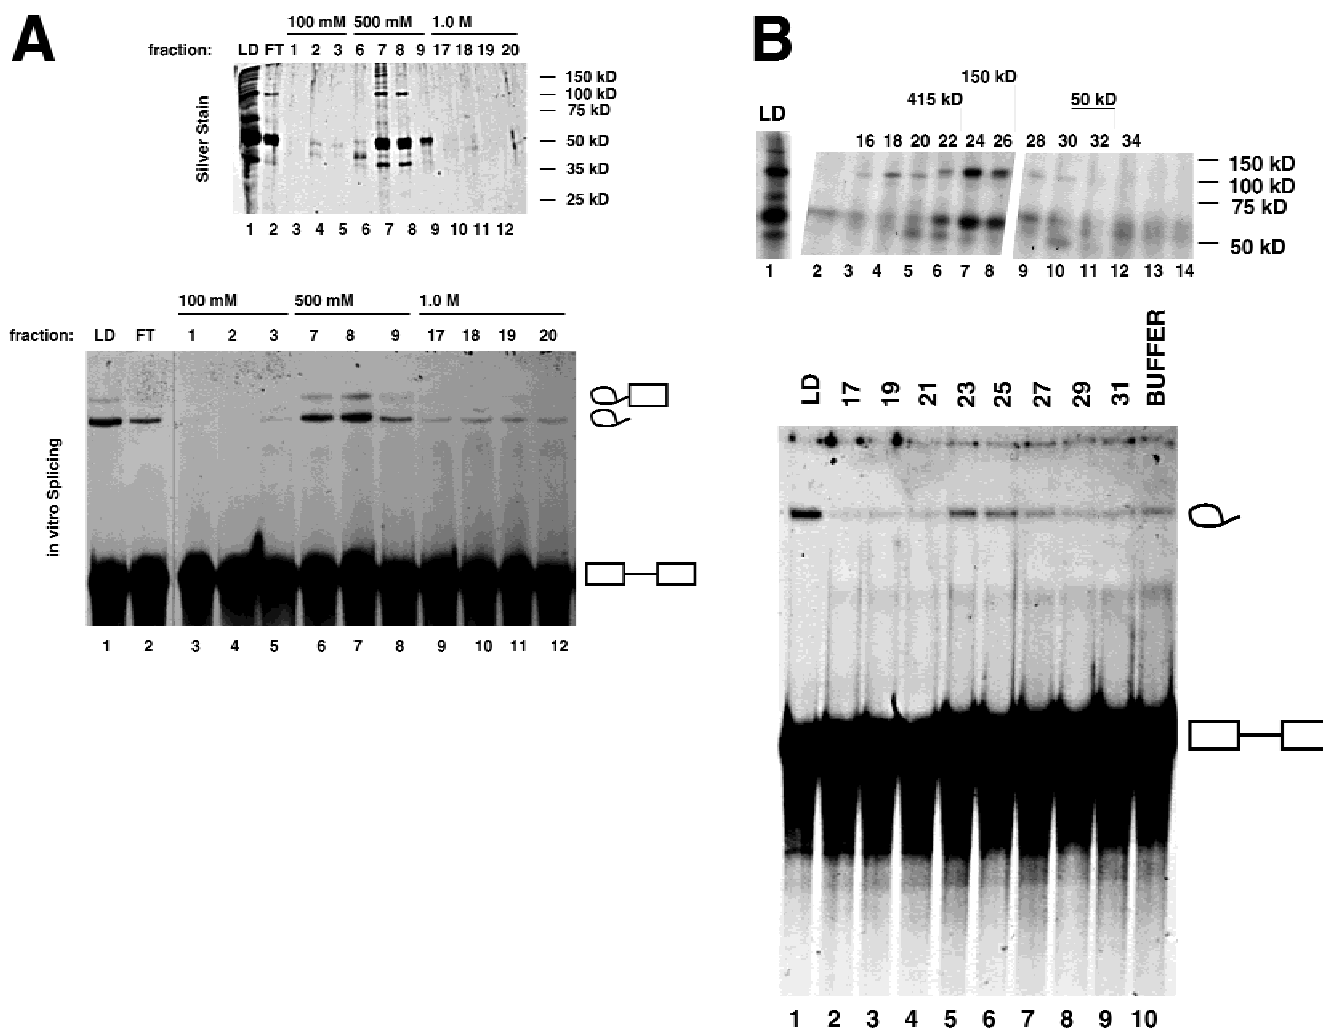 A
100 mM 500 mM 1.0 M
fraction: LD FT 1 2 3 6 7 8 9 17 18 19 20
150 kD
100 kD
75 kD
50 kD
35 kD
25 kD
Silver Stain
1 2 3 4 5 6 7 8 9 10 11 12
100 mM 500 mM 1.0 M
fraction: LD FT 1 2 3 7 8 9 17 18 19 20
in vitro Splicing
1 2 3 4 5 6 7 8 9 10 11 12
B
150 kD
415 kD 50 kD
LD
16 18 20 22 24 26 28 30 32 34
150 kD
100 kD
75 kD
50 kD
1 2 3 4 5 6 7 8 9 10 11 12 13 14
LD 17 19 21 23 25 27 29 31 BUFFER
1 2 3 4 5 6 7 8 9 10